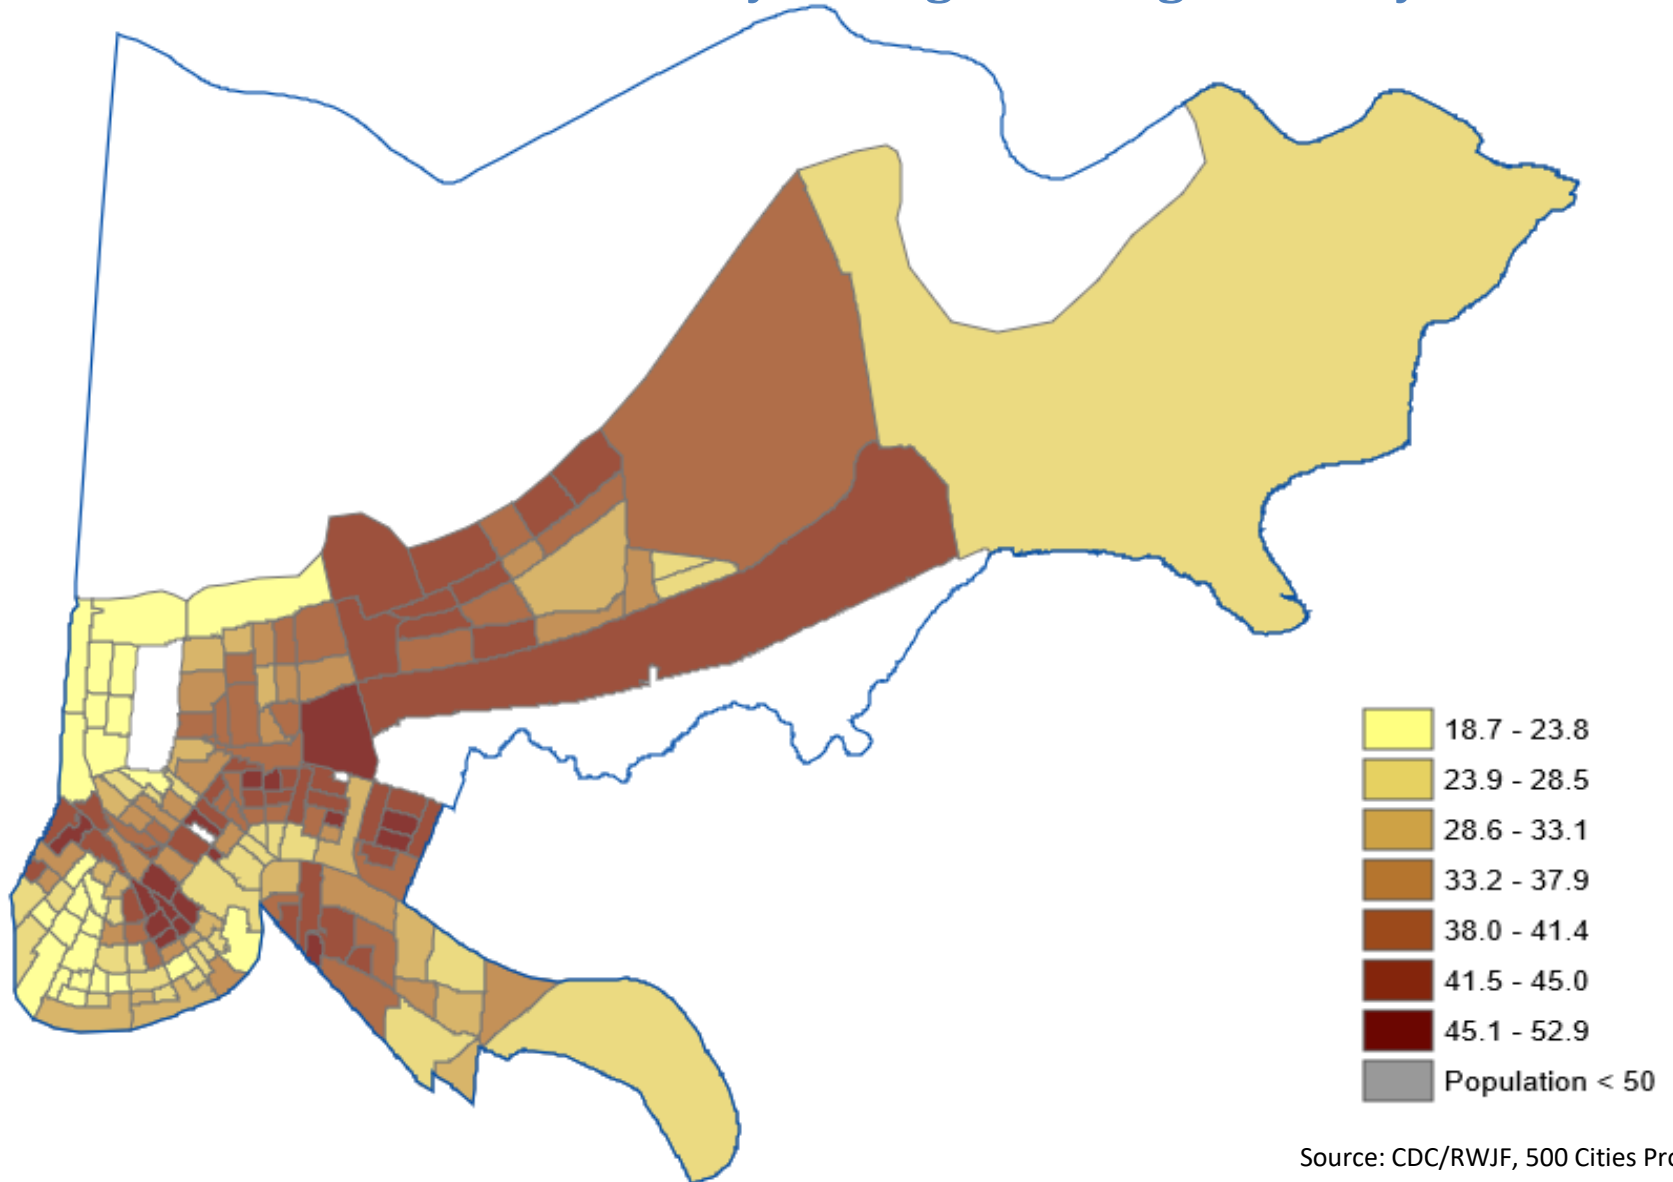 18.7 - 23.8
23.9 - 28.5
28.6 - 33.1
33.2 - 37.9
38.0 - 41.4
41.5 - 45.0
45.1 - 52.9
Population < 50
Source: CDC/RWJF, 500 Cities Pro